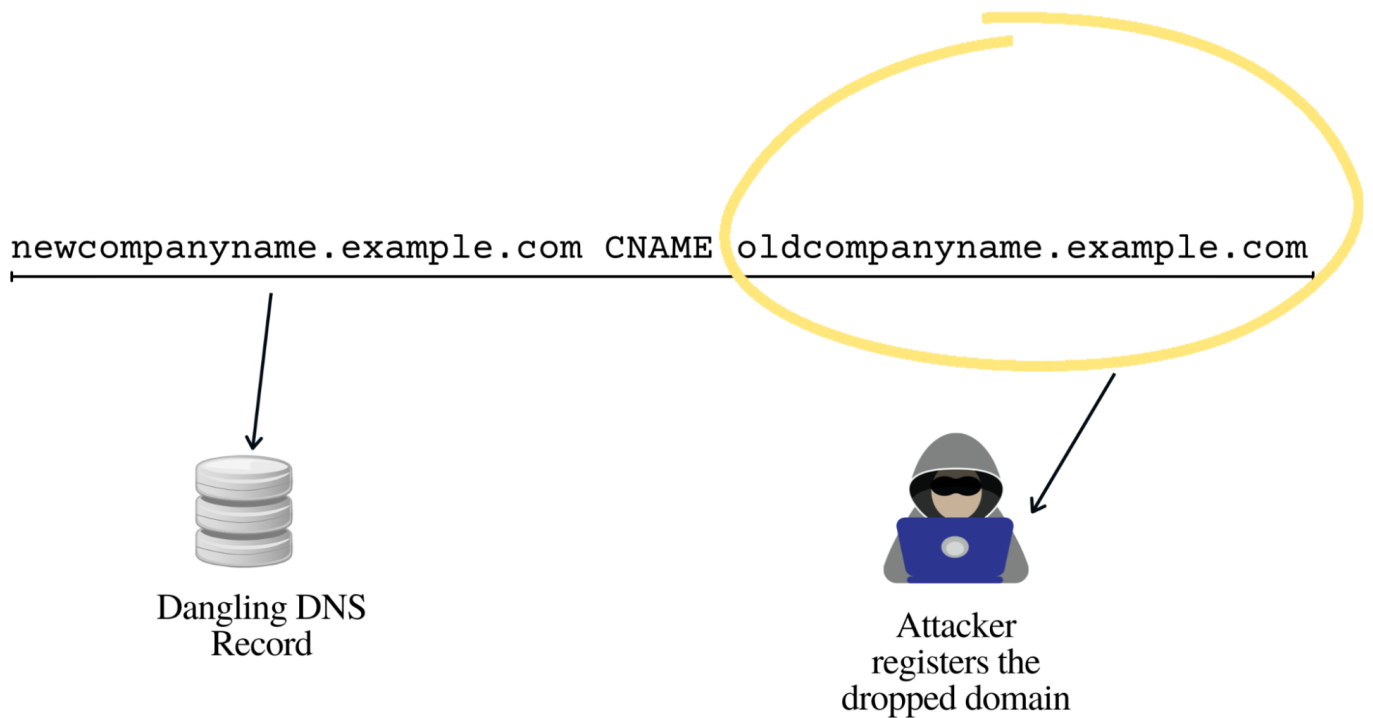 newcompanyname.example.com CNAME oldcompanyname.example.com
Dangling DNS
Record
Attacker
registers the
dropped domain